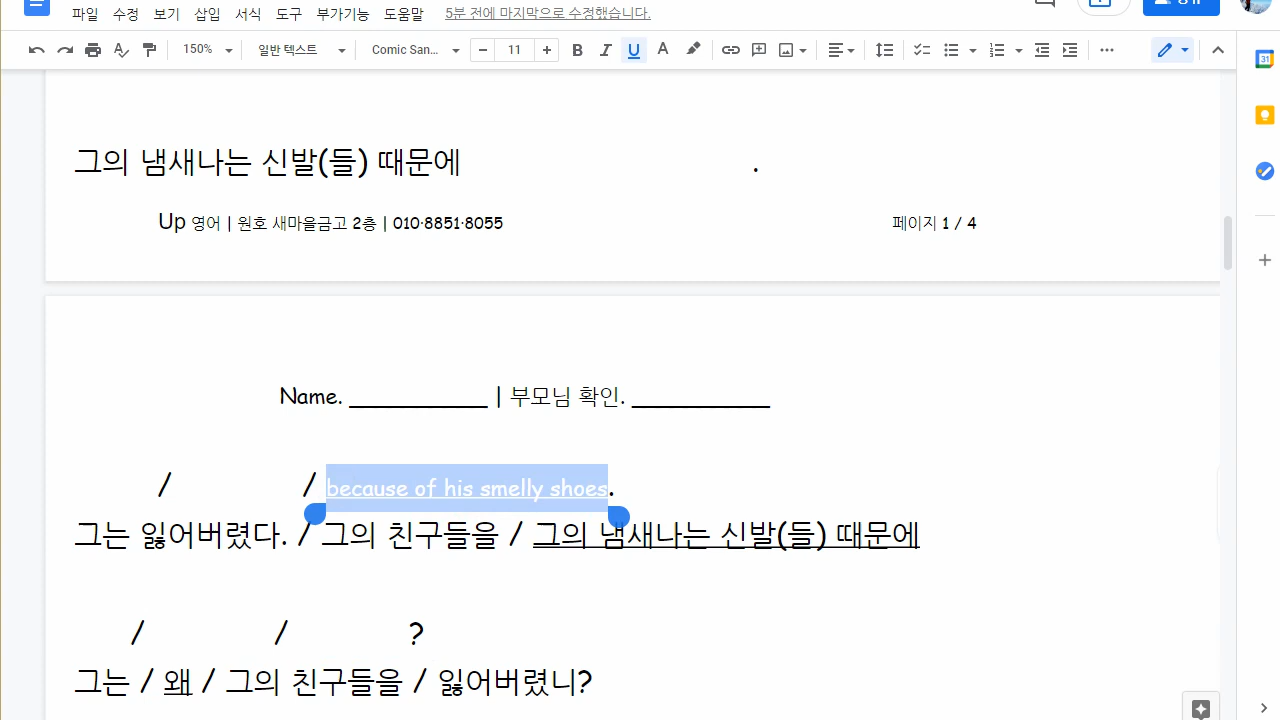 파일 수정 보기 삽입 서식 도구 부가기능 도움말 5분 전에 마지막으로 수정했습니다.
150% 일반 텍스트 Comic San... − 11 + B I U A
31
그의 냄새나는 신발(들) 때문에 .
Up 영어 | 원호 새마을금고 2층 | 010·8851·8055 페이지 1 / 4
Name. __________ | 부모님 확인. __________
/ / because of his smelly shoes.
그는 잃어버렸다. / 그의 친구들을 / 그의 냄새나는 신발(들) 때문에
/ / ?
그는 / 왜 / 그의 친구들을 / 잃어버렸니?